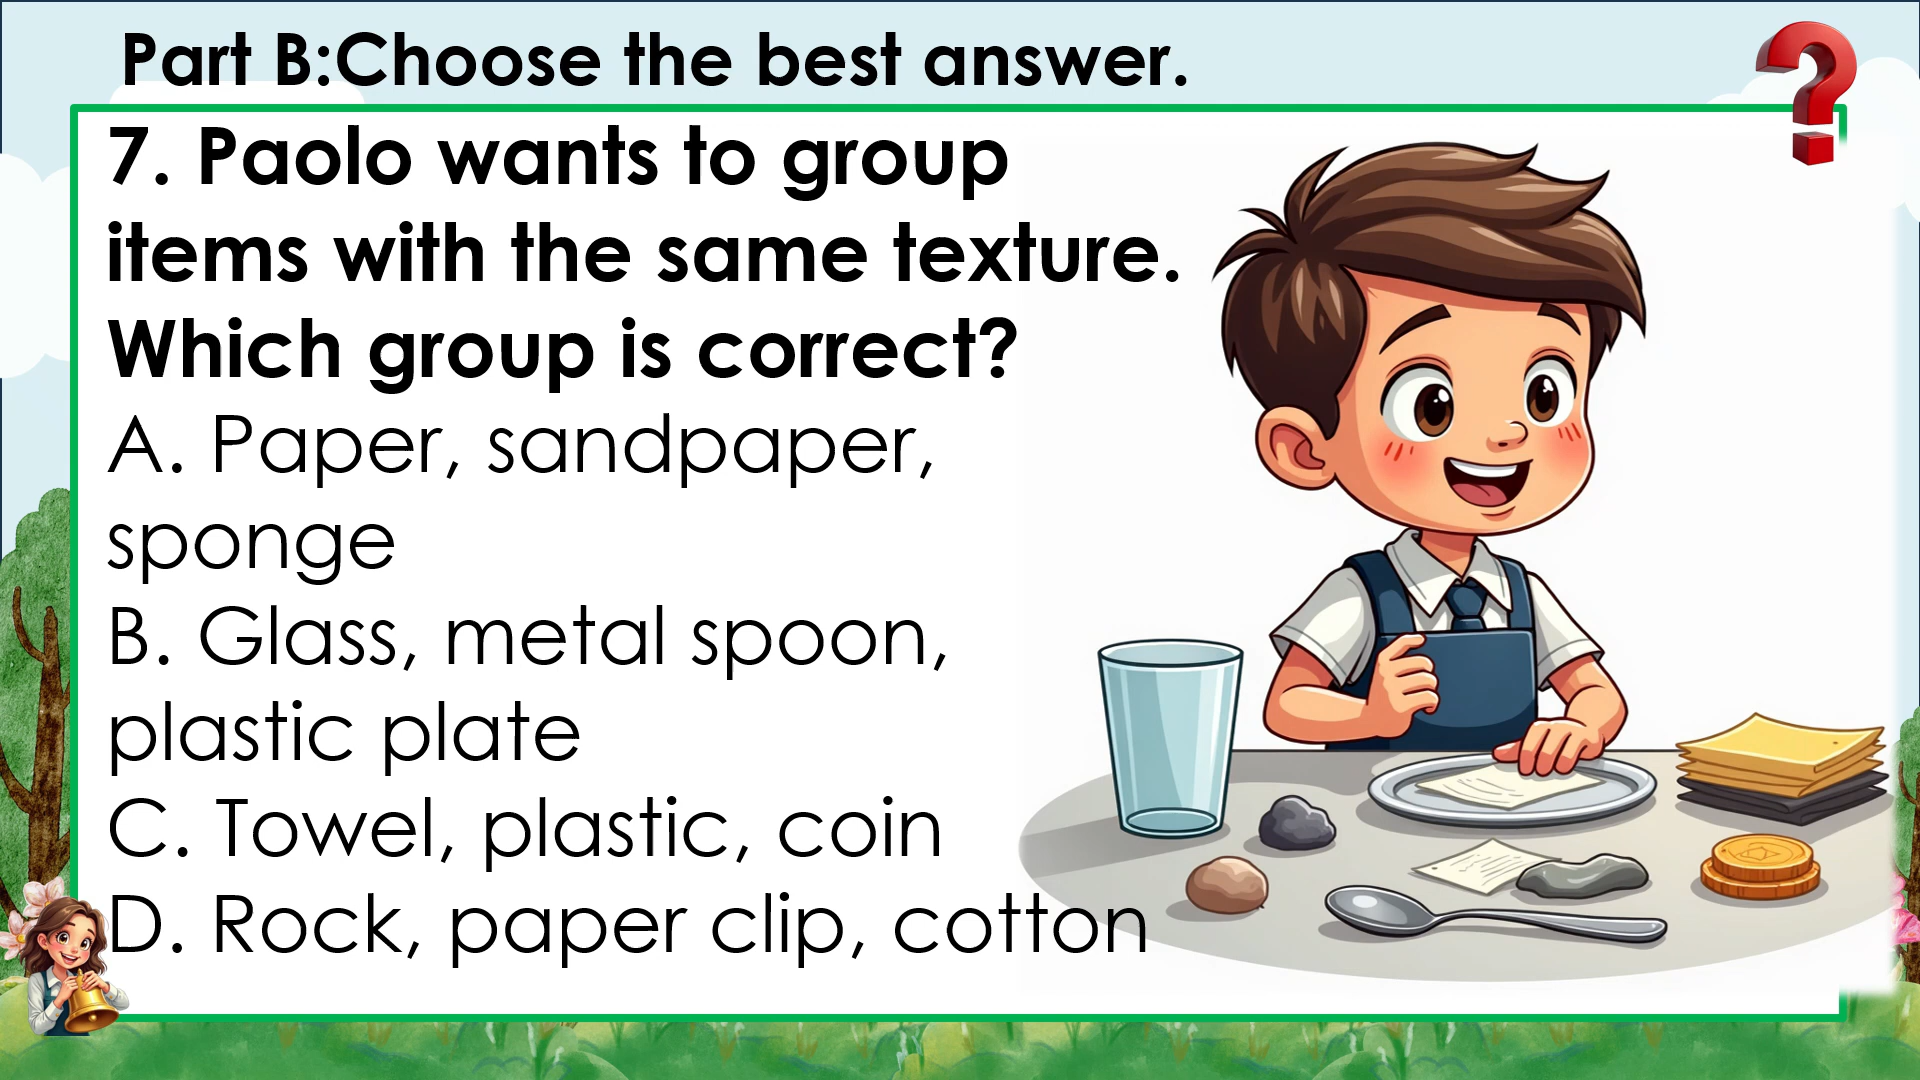 Part B:Choose the best answer.
7. Paolo wants to group
items with the same texture.
Which group is correct?
A. Paper, sandpaper,
sponge
B. Glass, metal spoon,
plastic plate
C. Towel, plastic, coin
D. Rock, paper clip, cotton